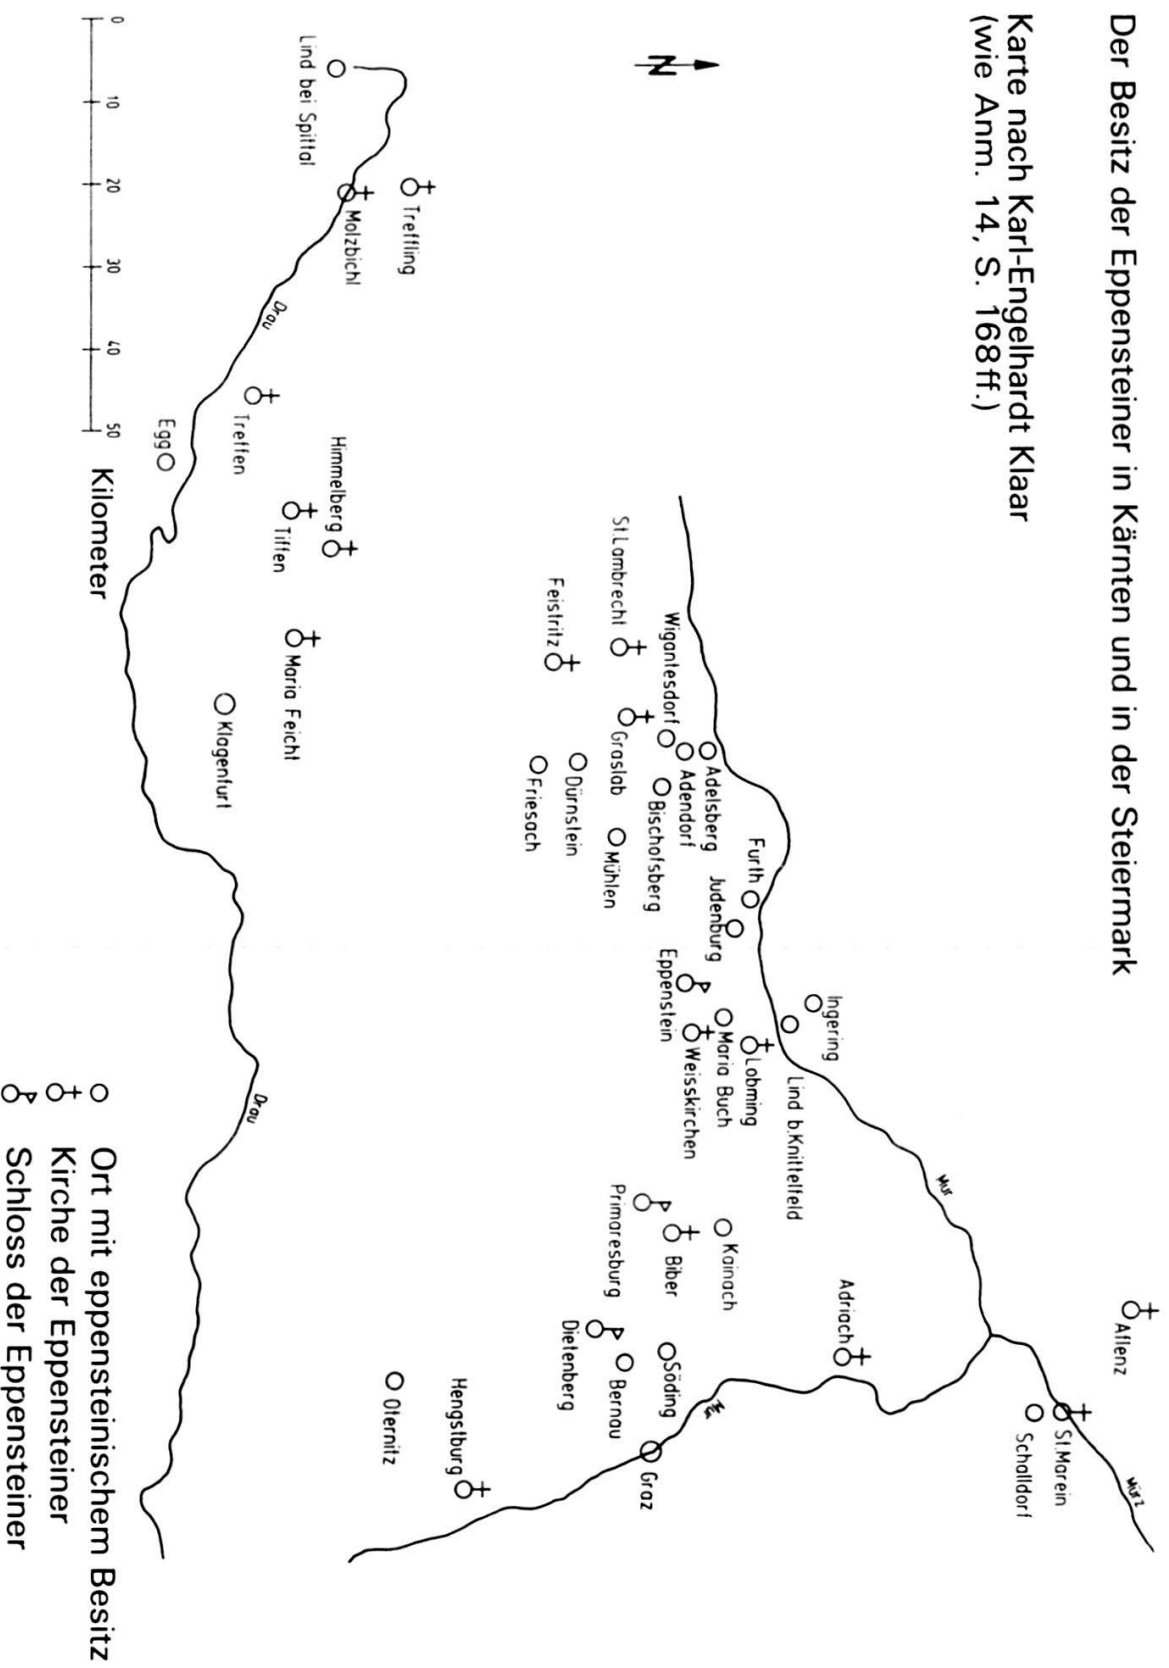 Der Besitz der Eppensteiner in Kärnten und in der Steiermark
Karte nach Karl-Engelhardt Klaar
(wie Anm. 14, S. 168ff.)
N
Aflenz
Mürz
St.Marein
Schalldorf
Mur
Adriach
Ingering
Lind b.Knittelfeld
Furth
Lobming
Judenburg
Maria Buch
Kainach
Adelsberg
Adendorf
Wigantesdorf
Eppenstein
Weisskirchen
Biber
Söding
Bischofsberg
Primaresburg
Graz
St.Lambrecht
Graslab
Mühlen
Bernau
Dietenberg
Feistritz
Dürnstein
Friesach
Hengstburg
Oternitz
Treffling
Lind bei Spittal
Molzbichl
Himmelberg
Tiffen
Maria Feicht
Drau
Treffen
Klagenfurt
Drau
Egg
0 10 20 30 40 50
Kilometer
Ort mit eppensteinischem Besitz
Kirche der Eppensteiner
Schloss der Eppensteiner